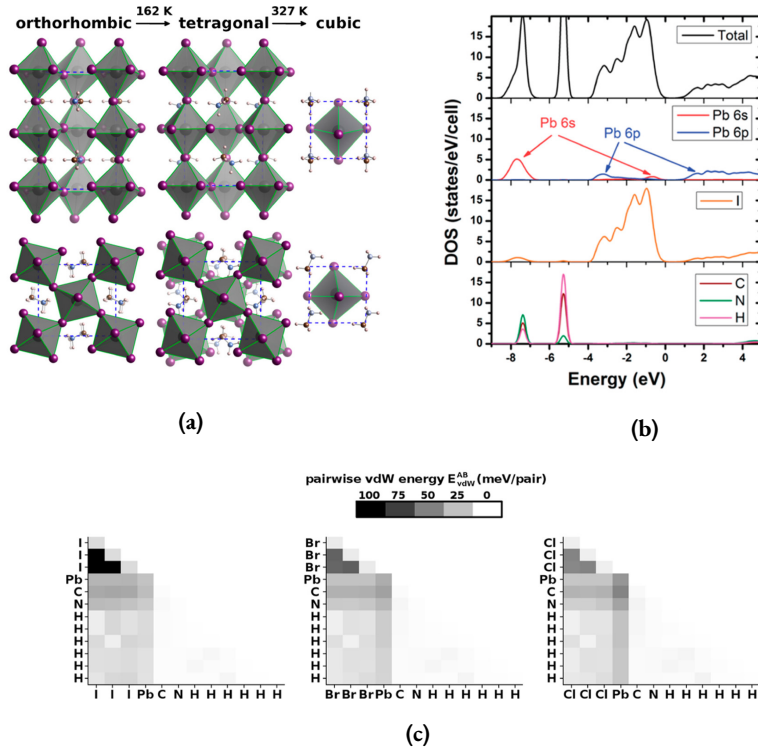 orthorhombic 162 K tetragonal 327 K cubic
(a)
DOS (states/eV/cell)
15
10
5
0
Total
15
10
5
0
Pb 6s
Pb 6p
Pb 6s
Pb 6p
15
10
5
0
I
15
10
5
0
C
N
H
-8 -6 -4 -2 0 2 4
Energy (eV)
(b)
pairwise vdW energy E^AB_vdW (meV/pair)
100 75 50 25 0
I
I
I
Pb
C
N
H
H
H
H
H
H
I I I Pb C N H H H H H H
Br
Br
Br
Pb
C
N
H
H
H
H
H
H
Br Br Br Pb C N H H H H H H
Cl
Cl
Cl
Pb
C
N
H
H
H
H
H
H
Cl Cl Cl Pb C N H H H H H H
(c)